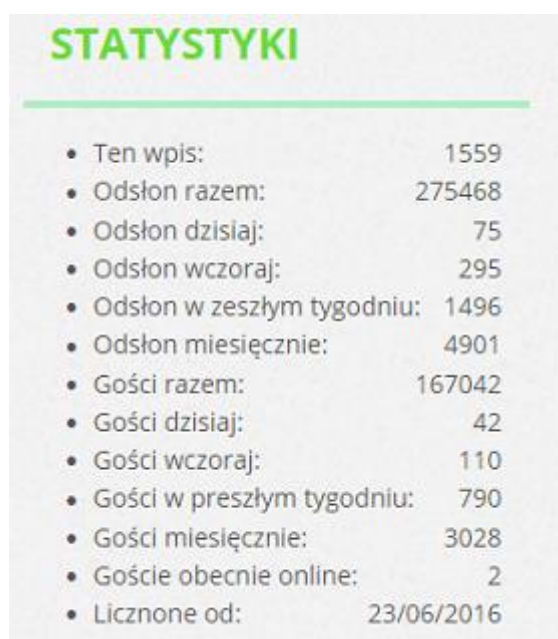 STATYSTYKI
Ten wpis: 1559
Odsłon razem: 275468
Odsłon dzisiaj: 75
Odsłon wczoraj: 295
Odsłon w zeszłym tygodniu: 1496
Odsłon miesięcznie: 4901
Gości razem: 167042
Gości dzisiaj: 42
Gości wczoraj: 110
Gości w preszłym tygodniu: 790
Gości miesięcznie: 3028
Goście obecnie online: 2
Licznone od: 23/06/2016